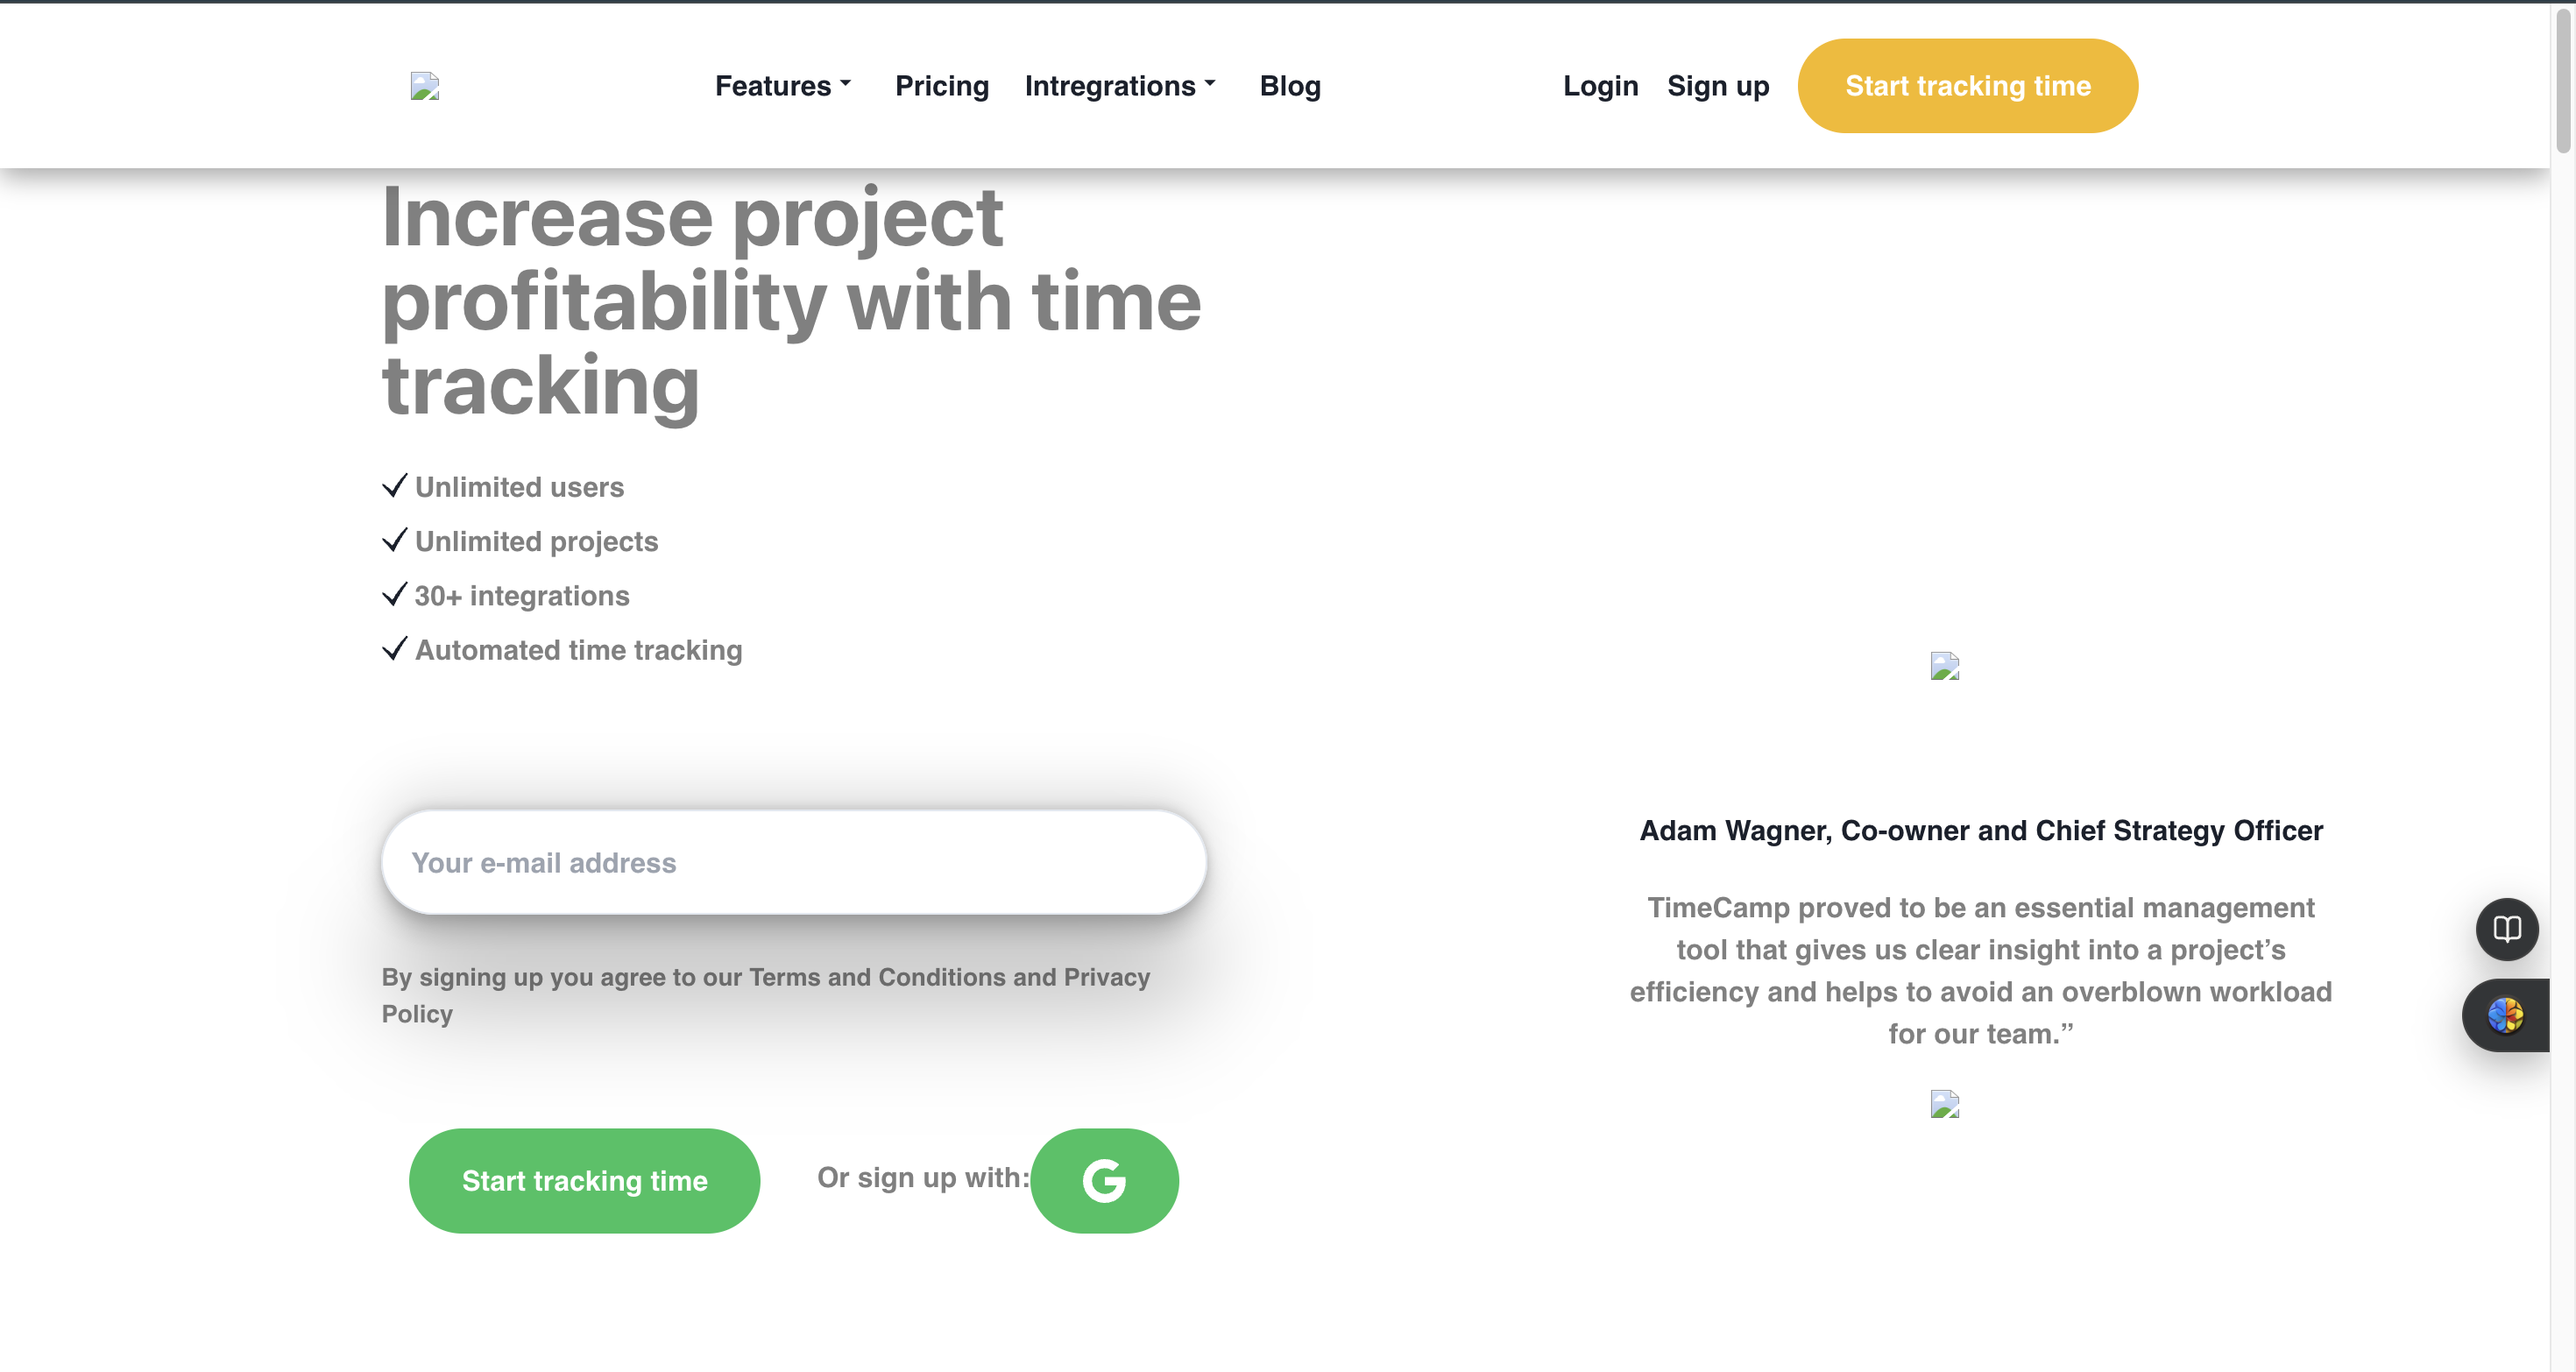 Features Pricing Intregrations Blog Login Sign up Start tracking time
Increase project
profitability with time
tracking
Unlimited users
Unlimited projects
30+ integrations
Automated time tracking
Your e-mail address
By signing up you agree to our Terms and Conditions and Privacy
Policy
Start tracking time
Or sign up with:
G
Adam Wagner, Co-owner and Chief Strategy Officer
TimeCamp proved to be an essential management
tool that gives us clear insight into a project’s
efficiency and helps to avoid an overblown workload
for our team.”